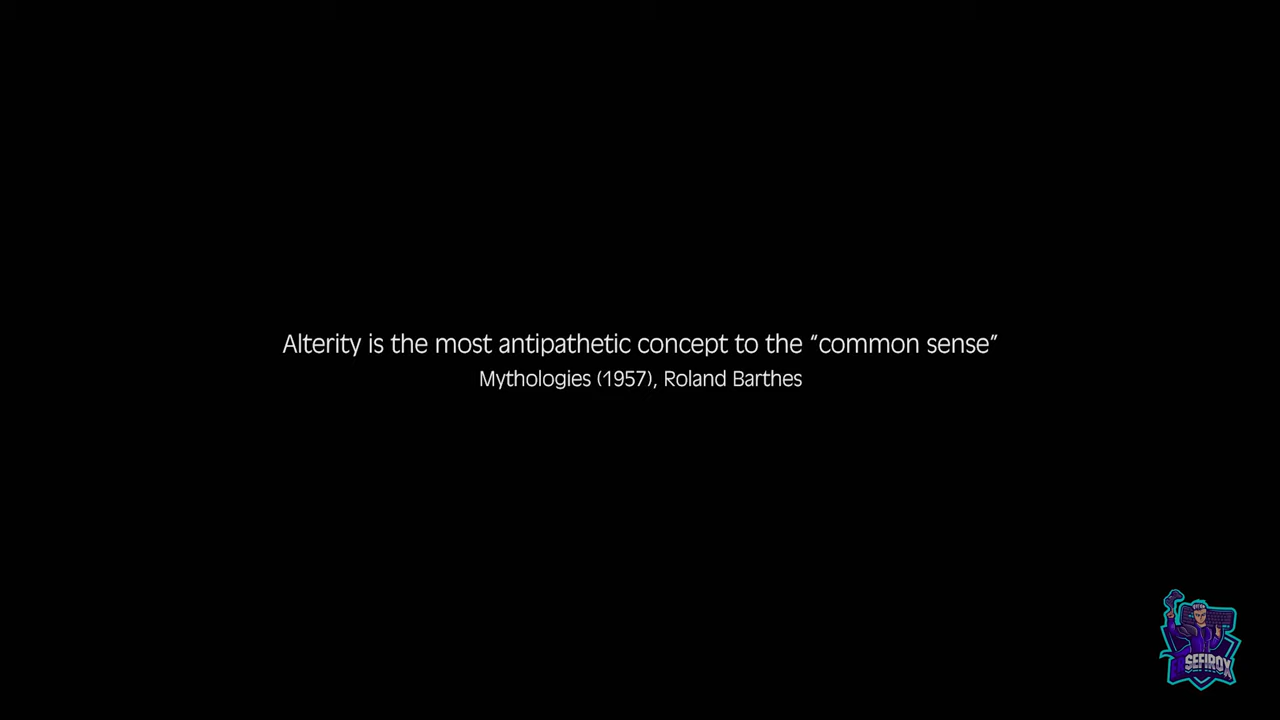 Alterity is the most antipathetic concept to the “common sense”
Mythologies (1957), Roland Barthes
SEFIROX